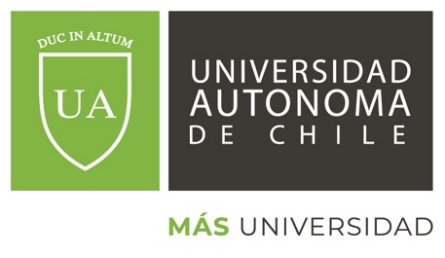 DUC IN ALTUM
UA
UNIVERSIDAD
AUTONOMA
DE CHILE
MÁS UNIVERSIDAD